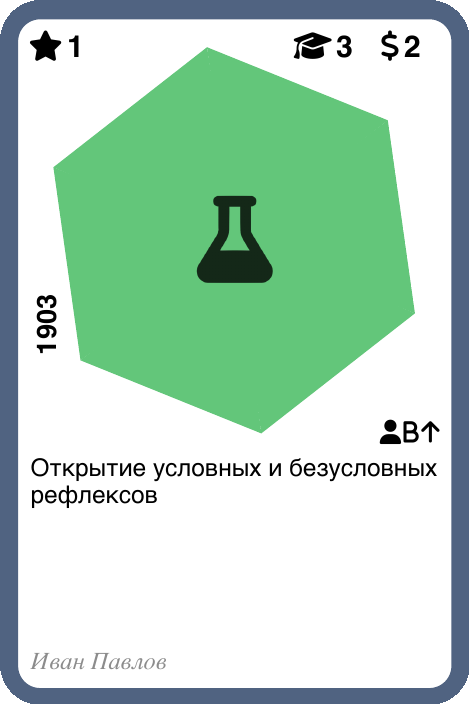 1 3 $2
1903
В↑
Открытие условных и безусловных
рефлексов
Иван Павлов